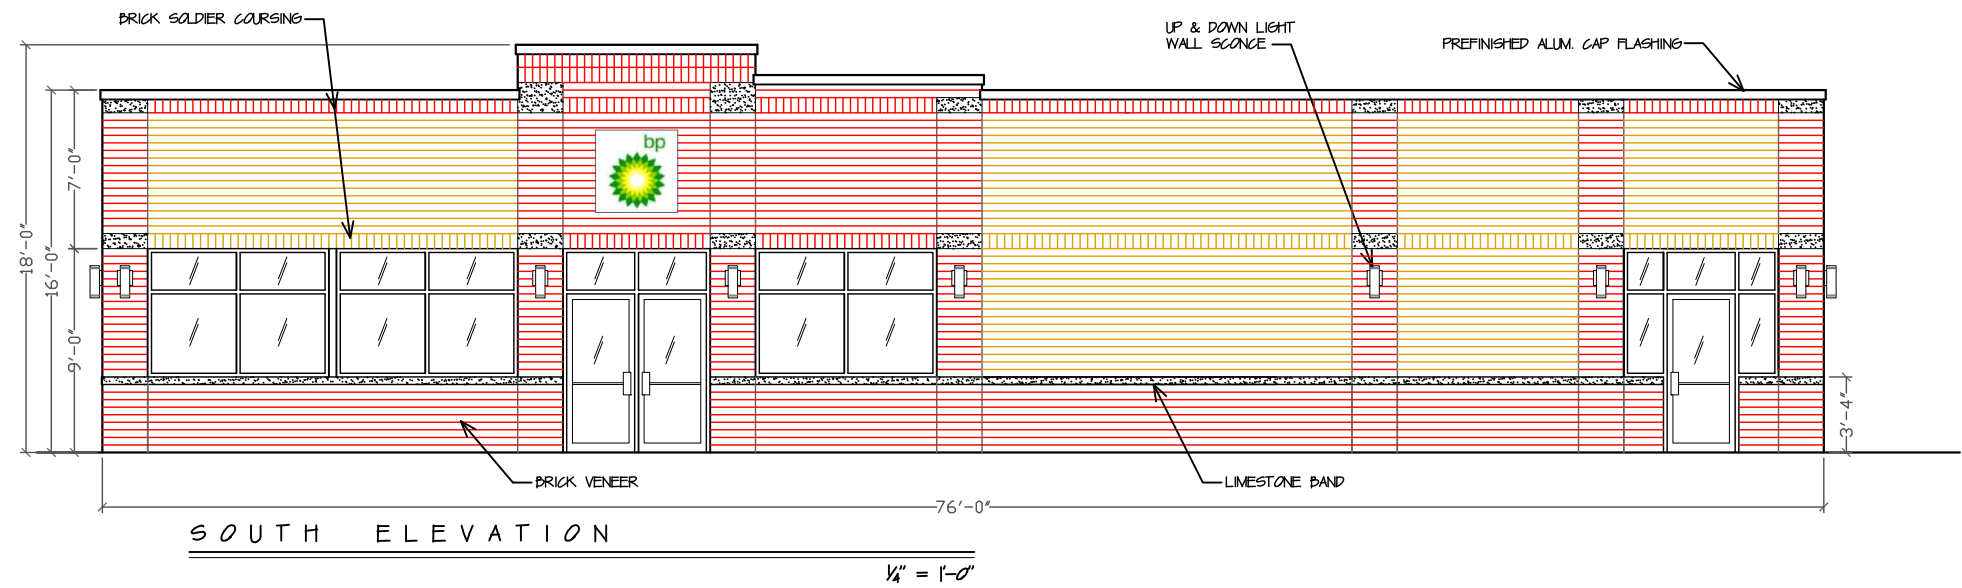 BRICK SOLDIER COURSING
UP & DOWN LIGHT
WALL SCONCE
PREFINISHED ALUM. CAP FLASHING
bp
18'-0"
16'-0"
7'-0"
9'-0"
3'-4"
BRICK VENEER
LIMESTONE BAND
76'-0"
SOUTH ELEVATION
1/4" = 1'-0"